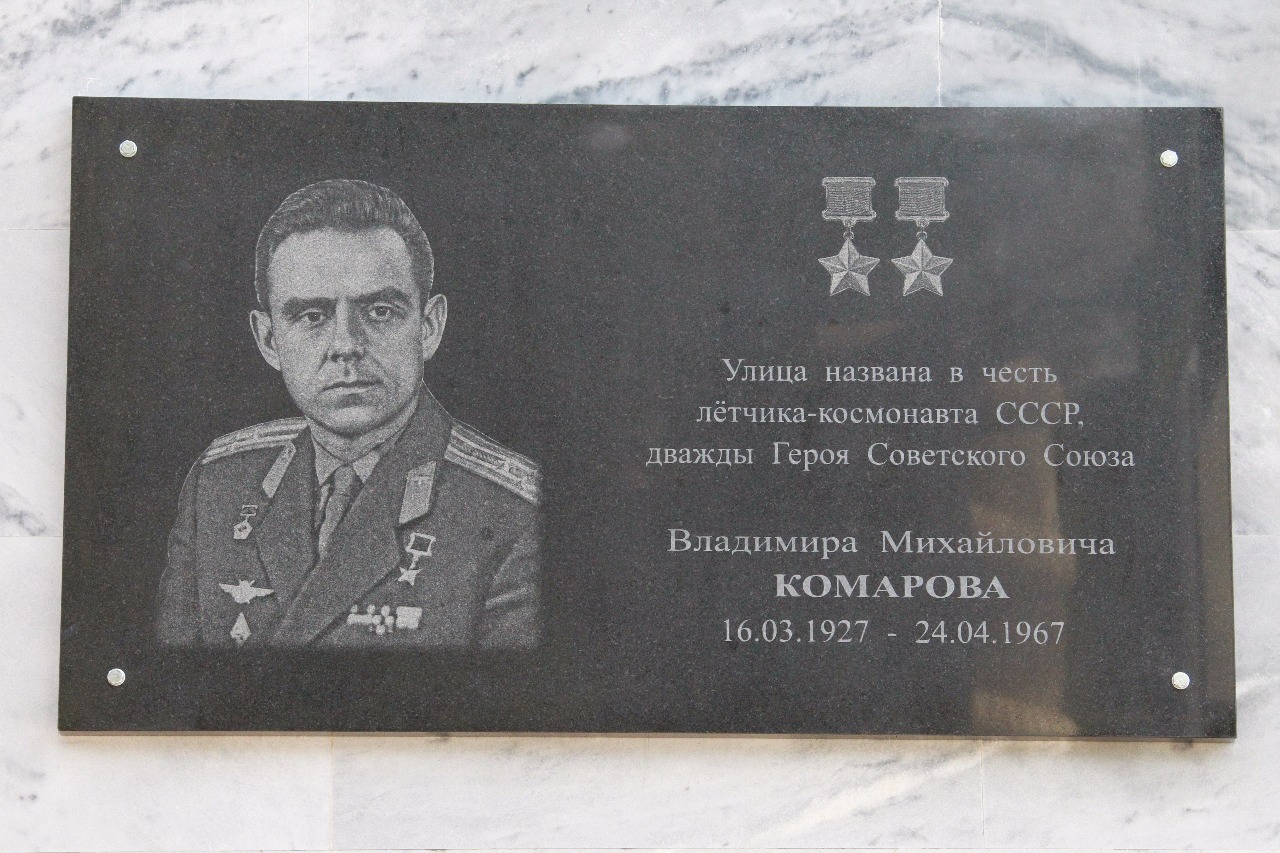 Улица названа в честь
лётчика-космонавта СССР,
дважды Героя Советского Союза
Владимира Михайловича
КОМАРОВА
16.03.1927 - 24.04.1967